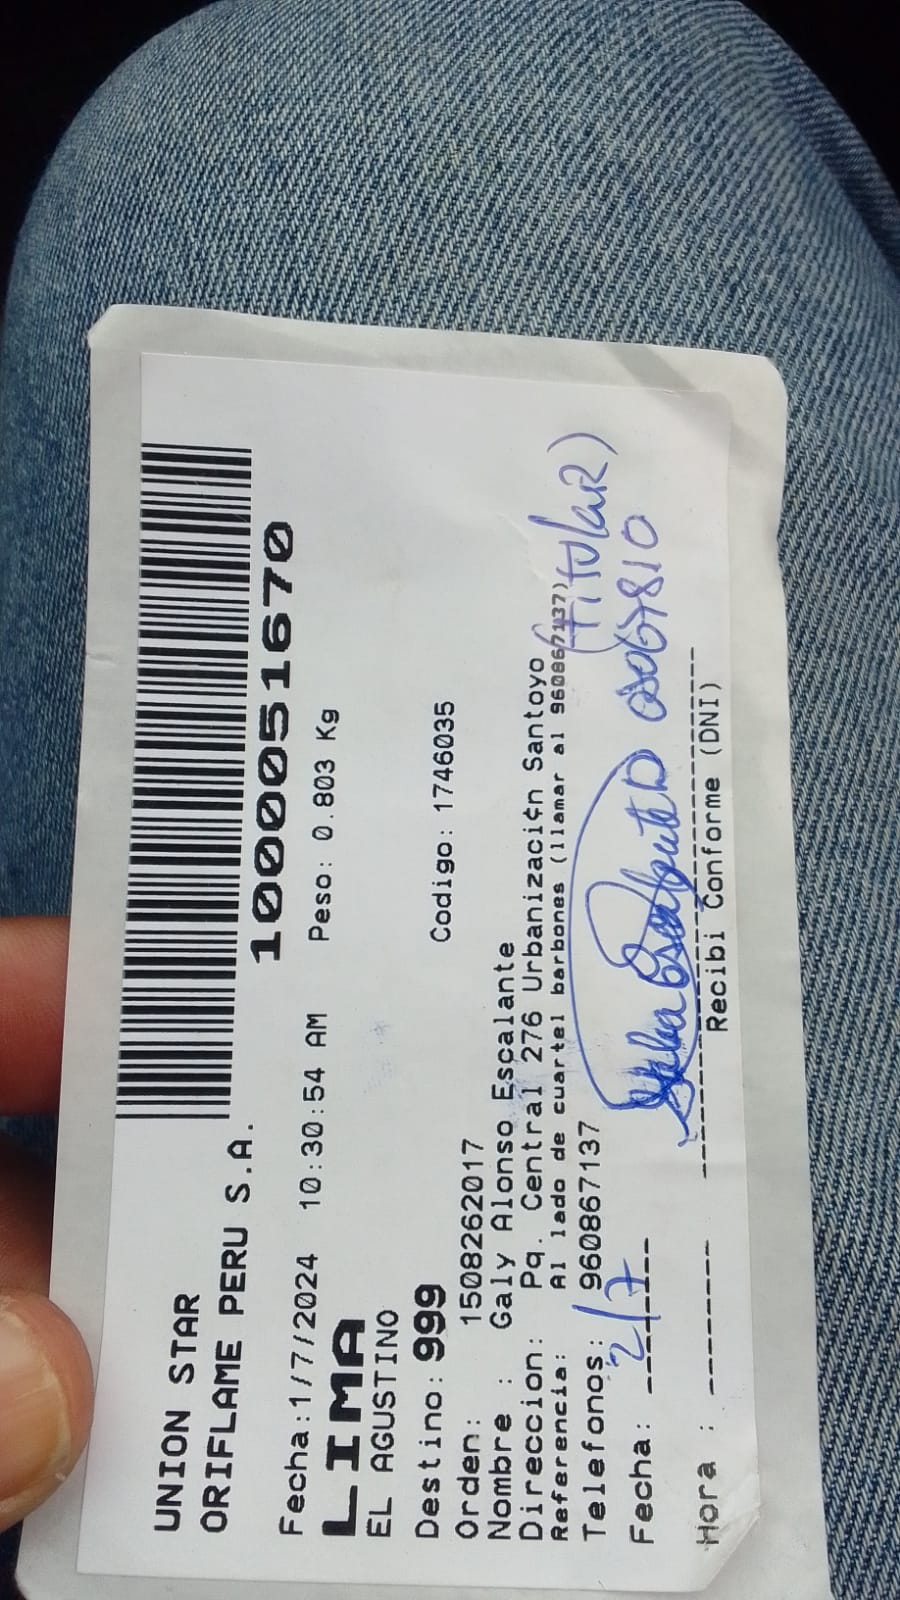 UNION STAR
ORIFLAME PERU S.A.
100051670
Fecha:1/7/2024 10:30:54 AM Peso: 0.803 Kg
LIMA
EL AGUSTINO
Destino: 999 Codigo: 1746035
Orden: 1508262017
Nombre : Galy Alonso Escalante
Direccion: Pq. Central 276 Urbanización Santoyo
Referencia: Al lado de cuartel barbones (llamar al 960867137)
(TiTulaR)
Telefonos: 960867137
Fecha: 2/7
Hora : Recibi Conforme (DNI)